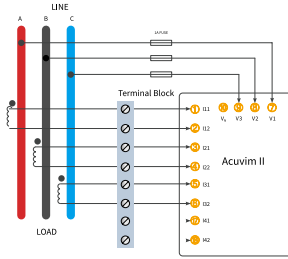 LINE
A B C
1A FUSE
Terminal Block
V₀ V3 V2 V1
I11
I12
I21
Acuvim II
I22
I31
I32
I41
I42
LOAD